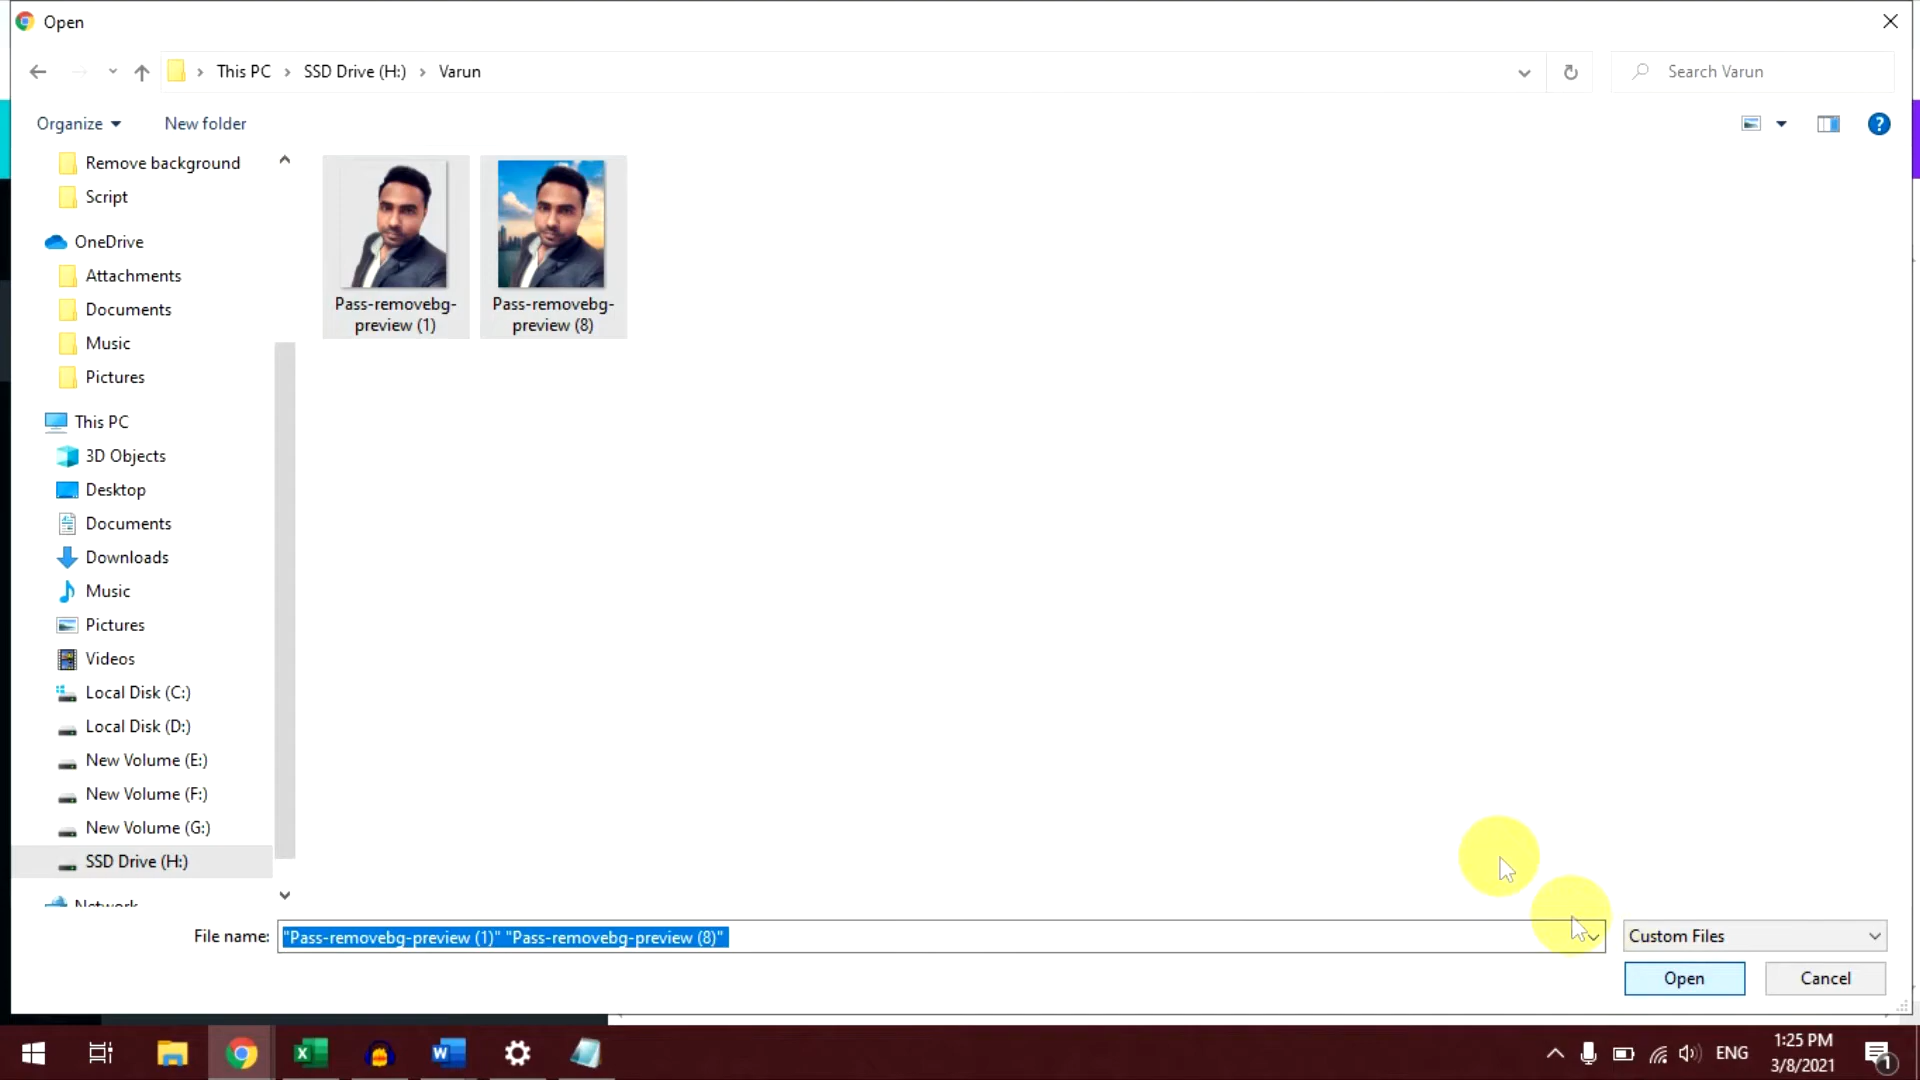 Open
This PC > SSD Drive (H:) > Varun
Search Varun
Organize
New folder
Remove background
Script
OneDrive
Attachments
Documents
Music
Pictures
This PC
3D Objects
Desktop
Documents
Downloads
Music
Pictures
Videos
Local Disk (C:)
Local Disk (D:)
New Volume (E:)
New Volume (F:)
New Volume (G:)
SSD Drive (H:)
Network
Pass-removebg-
preview (1)
Pass-removebg-
preview (8)
File name: "Pass-removebg-preview (1)" "Pass-removebg-preview (8)"
Custom Files
Open
Cancel
ENG
1:25 PM
3/8/2021
1